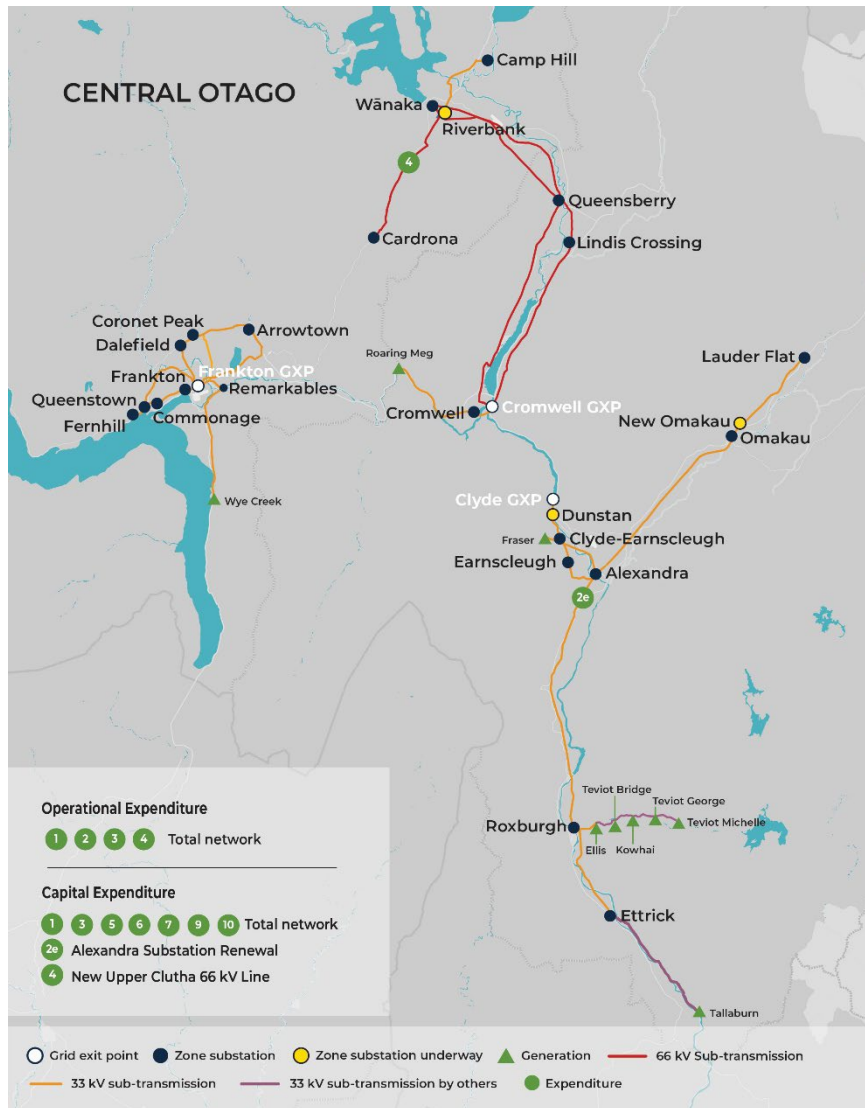 CENTRAL OTAGO
Camp Hill
Wānaka
Riverbank
4
Queensberry
Cardrona
Lindis Crossing
Coronet Peak
Arrowtown
Dalefield
Roaring Meg
Lauder Flat
Frankton GXP
Frankton
Remarkables
Queenstown
Commonage
Fernhill
Cromwell
Cromwell GXP
New Omakau
Omakau
Wye Creek
Clyde GXP
Dunstan
Fraser
Clyde-Earnscleugh
Earnscleugh
Alexandra
2e
Teviot Bridge
Teviot George
Roxburgh
Teviot Michelle
Ellis
Kowhai
Ettrick
Tallaburn
Operational Expenditure
1 2 3 4 Total network
Capital Expenditure
1 3 5 6 7 9 10 Total network
2e Alexandra Substation Renewal
4 New Upper Clutha 66 kV Line
Grid exit point Zone substation Zone substation underway Generation 66 kV Sub-transmission
33 kV sub-transmission 33 kV sub-transmission by others Expenditure